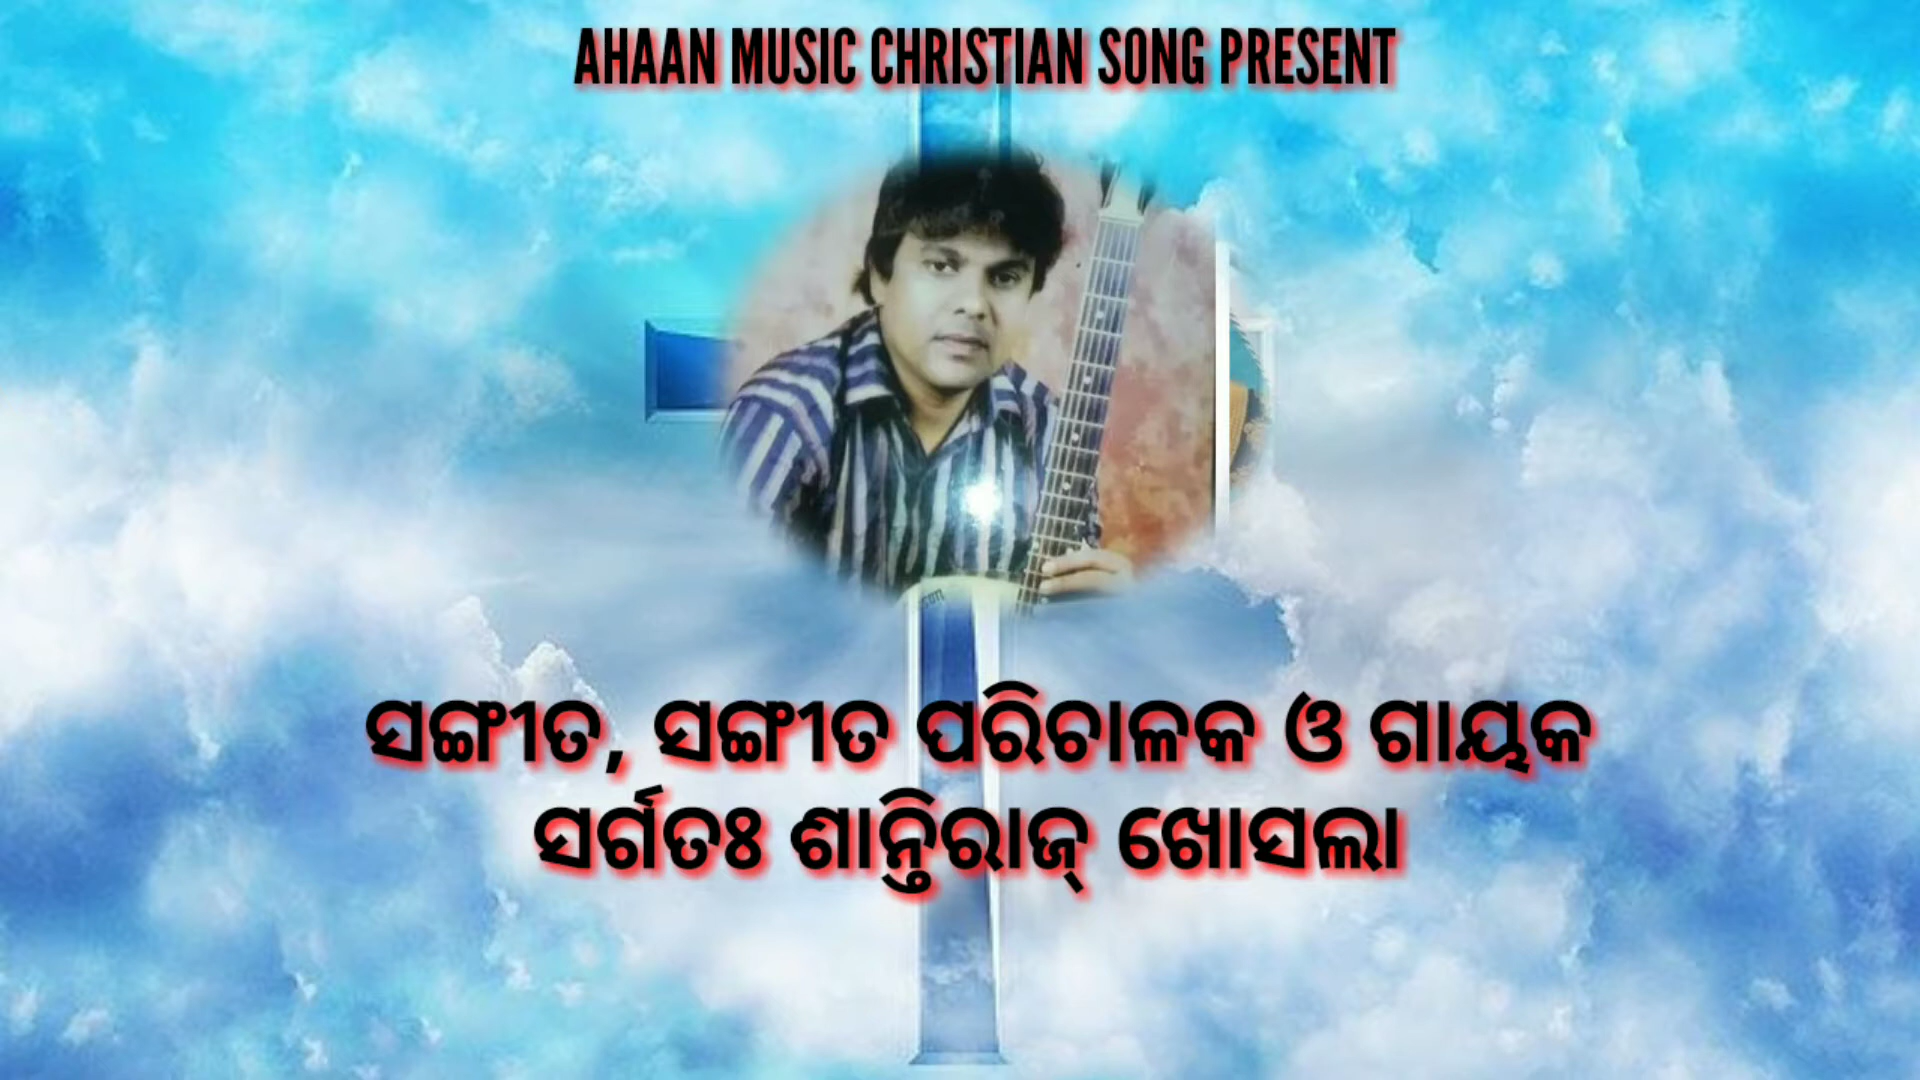 AHAAN MUSIC CHRISTIAN SONG PRESENT
ସଙ୍ଗୀତ, ସଙ୍ଗୀତ ପରିଚାଳକ ଓ ଗାୟକ
ସର୍ଗତଃ ଶାନ୍ତିରାଜ୍ ଖୋସଲା